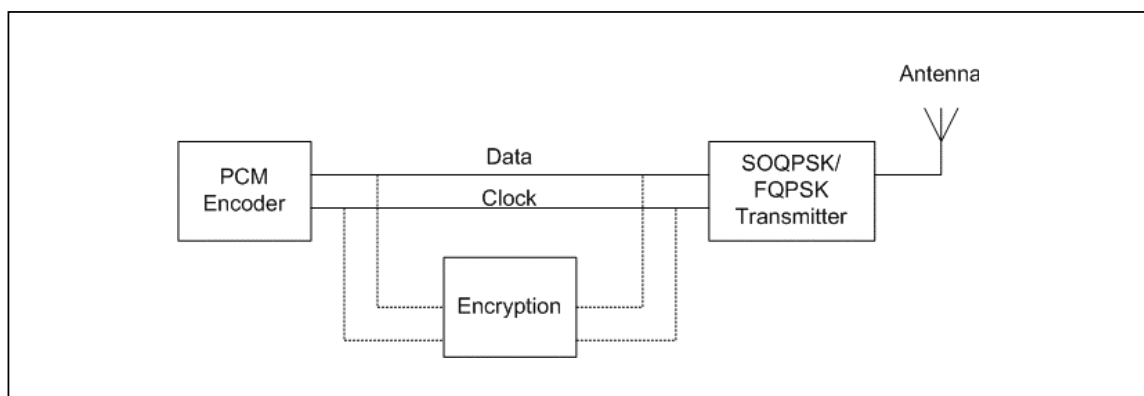 Antenna
Data
PCM
Encoder
Clock
SOQPSK/
FQPSK
Transmitter
Encryption